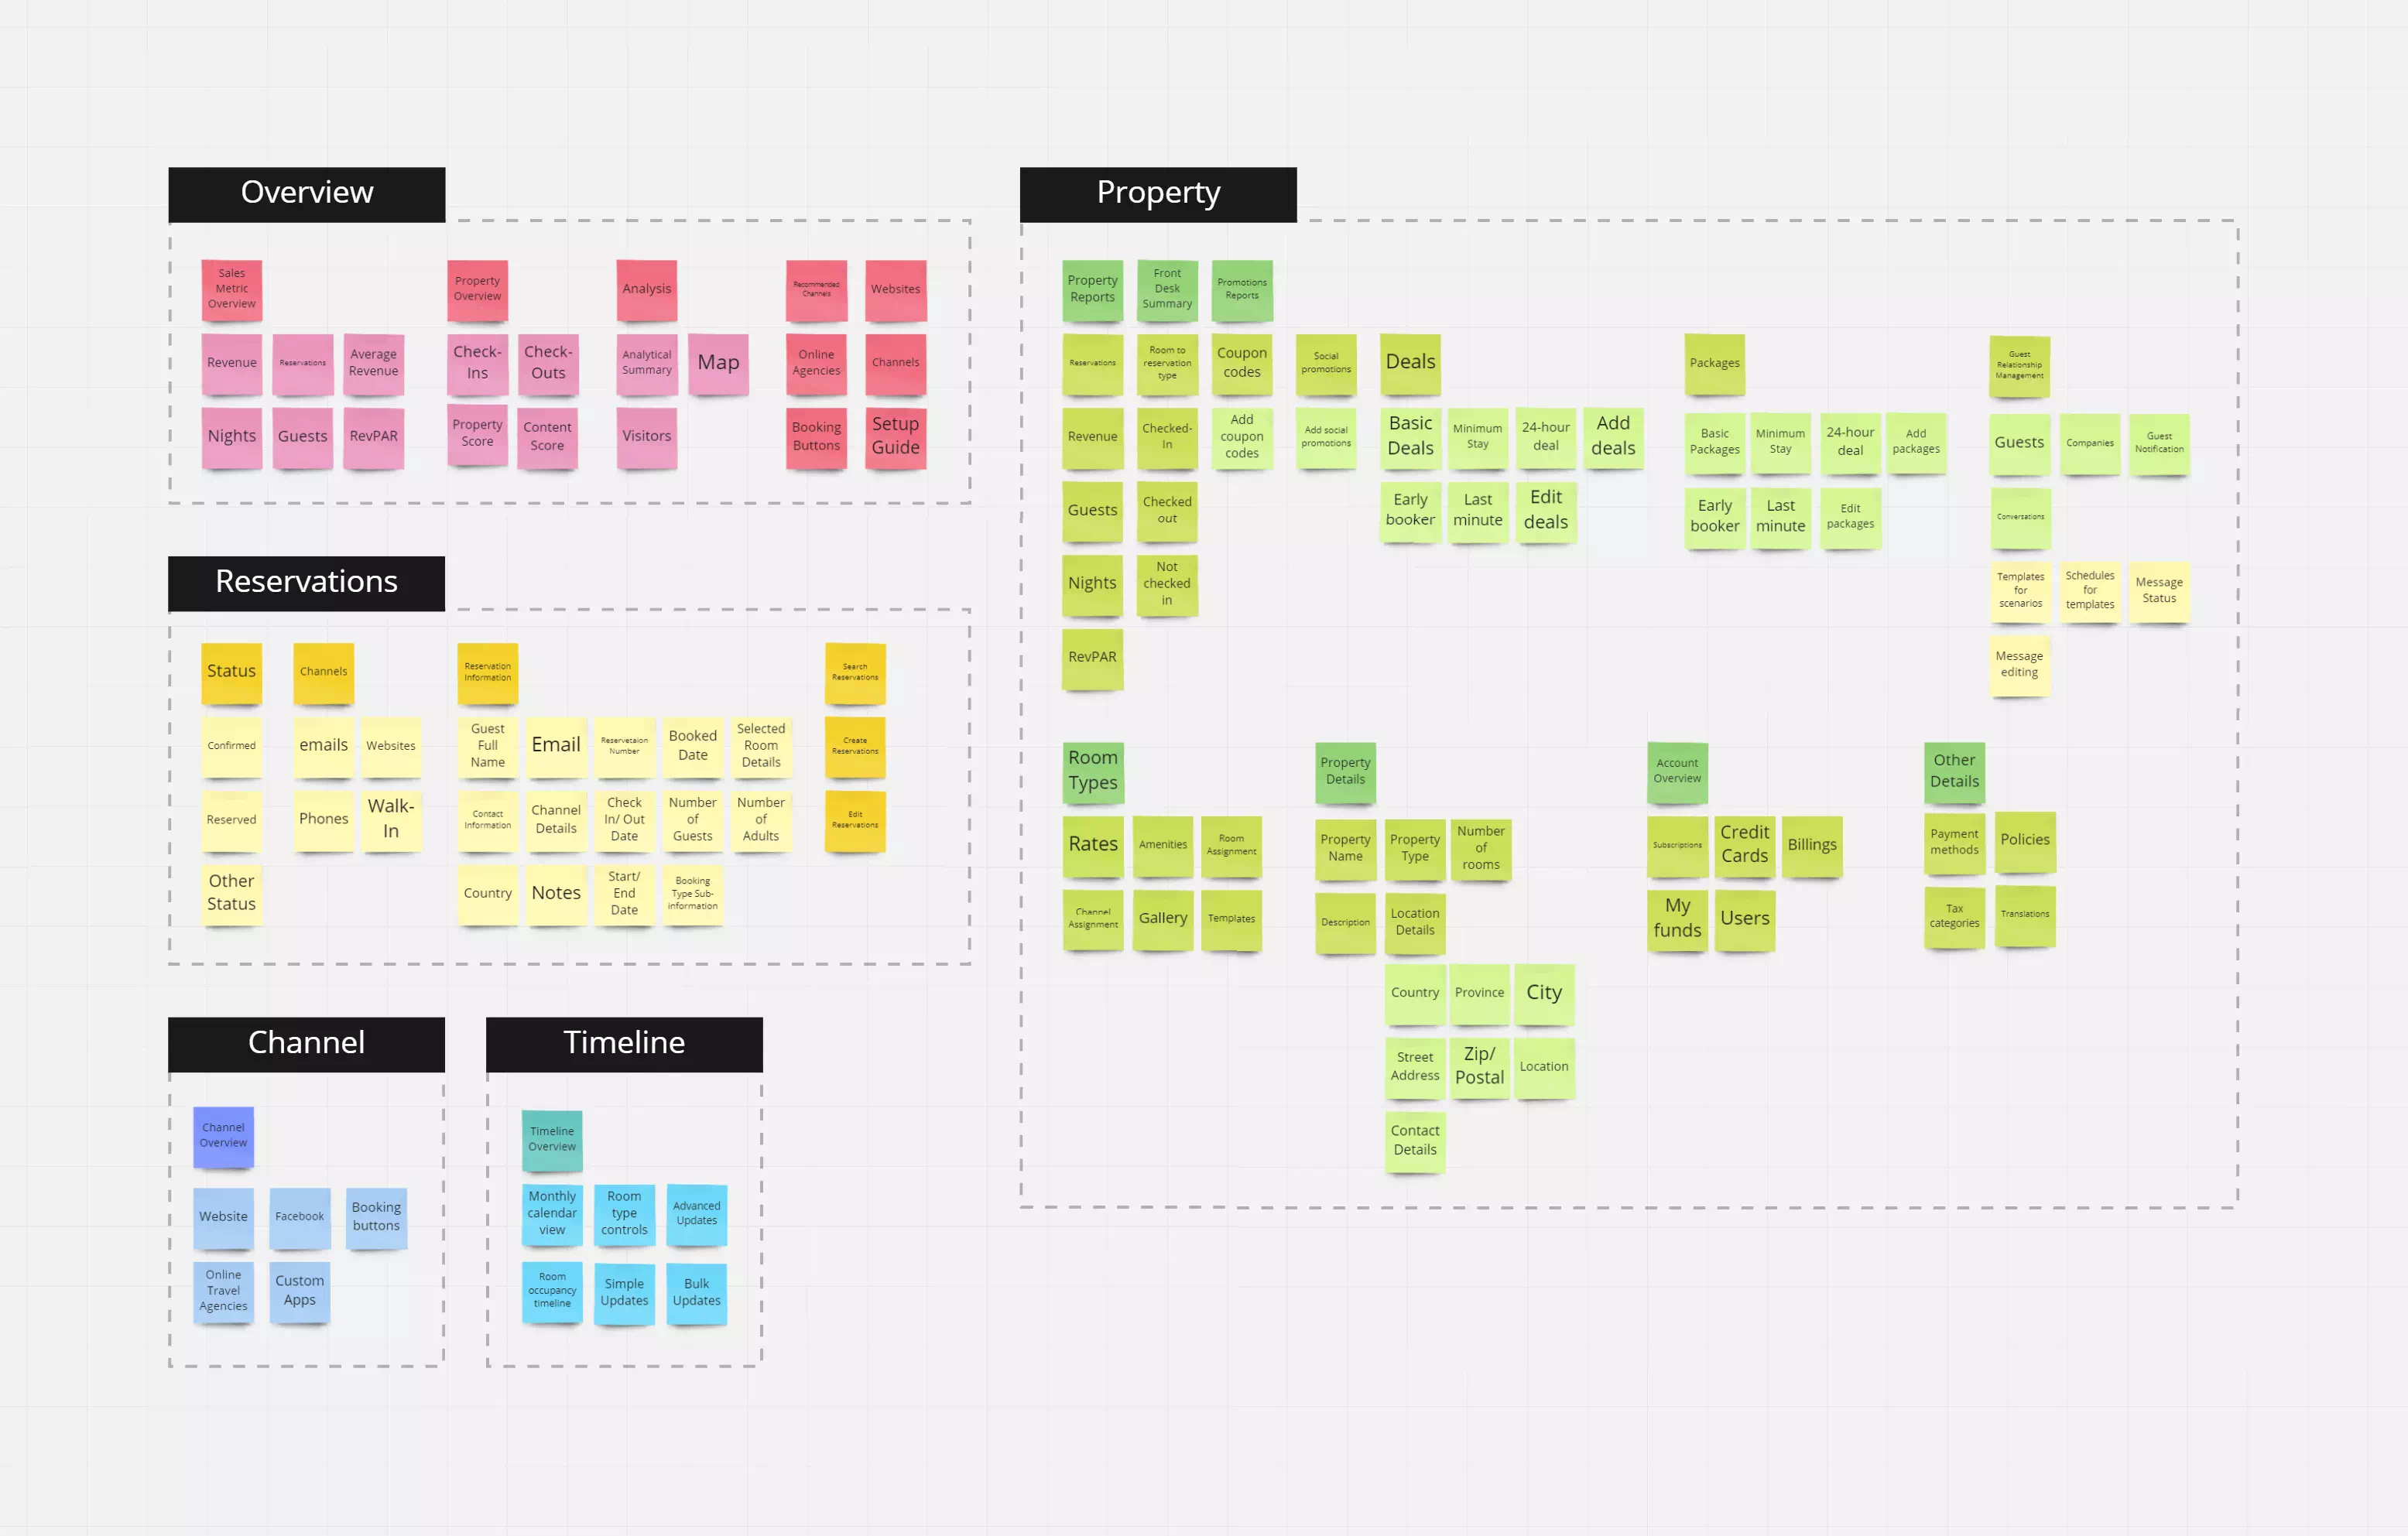 Overview
Sales
Metric
Overview
Property
Overview
Analysis
Recommended
Channels
Websites
Revenue
Reservations
Average
Revenue
Check-
Ins
Check-
Outs
Analytical
Summary
Map
Online
Agencies
Channels
Nights
Guests
RevPAR
Property
Score
Content
Score
Visitors
Booking
Buttons
Setup
Guide
Reservations
Status
Channels
Reservation
Information
Search
Reservations
Confirmed
emails
Websites
Guest
Full
Name
Email
Reservetaion
Number
Booked
Date
Selected
Room
Details
Create
Reservations
Reserved
Phones
Walk-
In
Contact
Information
Channel
Details
Check
In/ Out
Date
Number
of
Guests
Number
of
Adults
Edit
Reservations
Other
Status
Country
Notes
Start/
End
Date
Booking
Type Sub-
information
Channel
Channel
Overview
Website
Facebook
Booking
buttons
Online
Travel
Agencies
Custom
Apps
Timeline
Timeline
Overview
Monthly
calendar
view
Room
type
controls
Advanced
Updates
Room
occupancy
timeline
Simple
Updates
Bulk
Updates
Property
Property
Reports
Front
Desk
Summary
Promotions
Reports
Reservations
Room to
reservation
type
Coupon
codes
Social
promotions
Deals
Packages
Guest
Relationship
Management
Revenue
Checked-
In
Add
coupon
codes
Add social
promotions
Basic
Deals
Minimum
Stay
24-hour
deal
Add
deals
Basic
Packages
Minimum
Stay
24-hour
deal
Add
packages
Guests
Companies
Guest
Notification
Guests
Checked
out
Early
booker
Last
minute
Edit
deals
Early
booker
Last
minute
Edit
packages
Conversations
Nights
Not
checked
in
Templates
for
scenarios
Schedules
for
templates
Message
Status
RevPAR
Message
editing
Room
Types
Property
Details
Account
Overview
Other
Details
Rates
Amenities
Room
Assignment
Property
Name
Property
Type
Number
of
rooms
Subscriptions
Credit
Cards
Billings
Payment
methods
Policies
Channel
Assignment
Gallery
Templates
Description
Location
Details
My
funds
Users
Tax
categories
Translations
Country
Province
City
Street
Address
Zip/
Postal
Location
Contact
Details